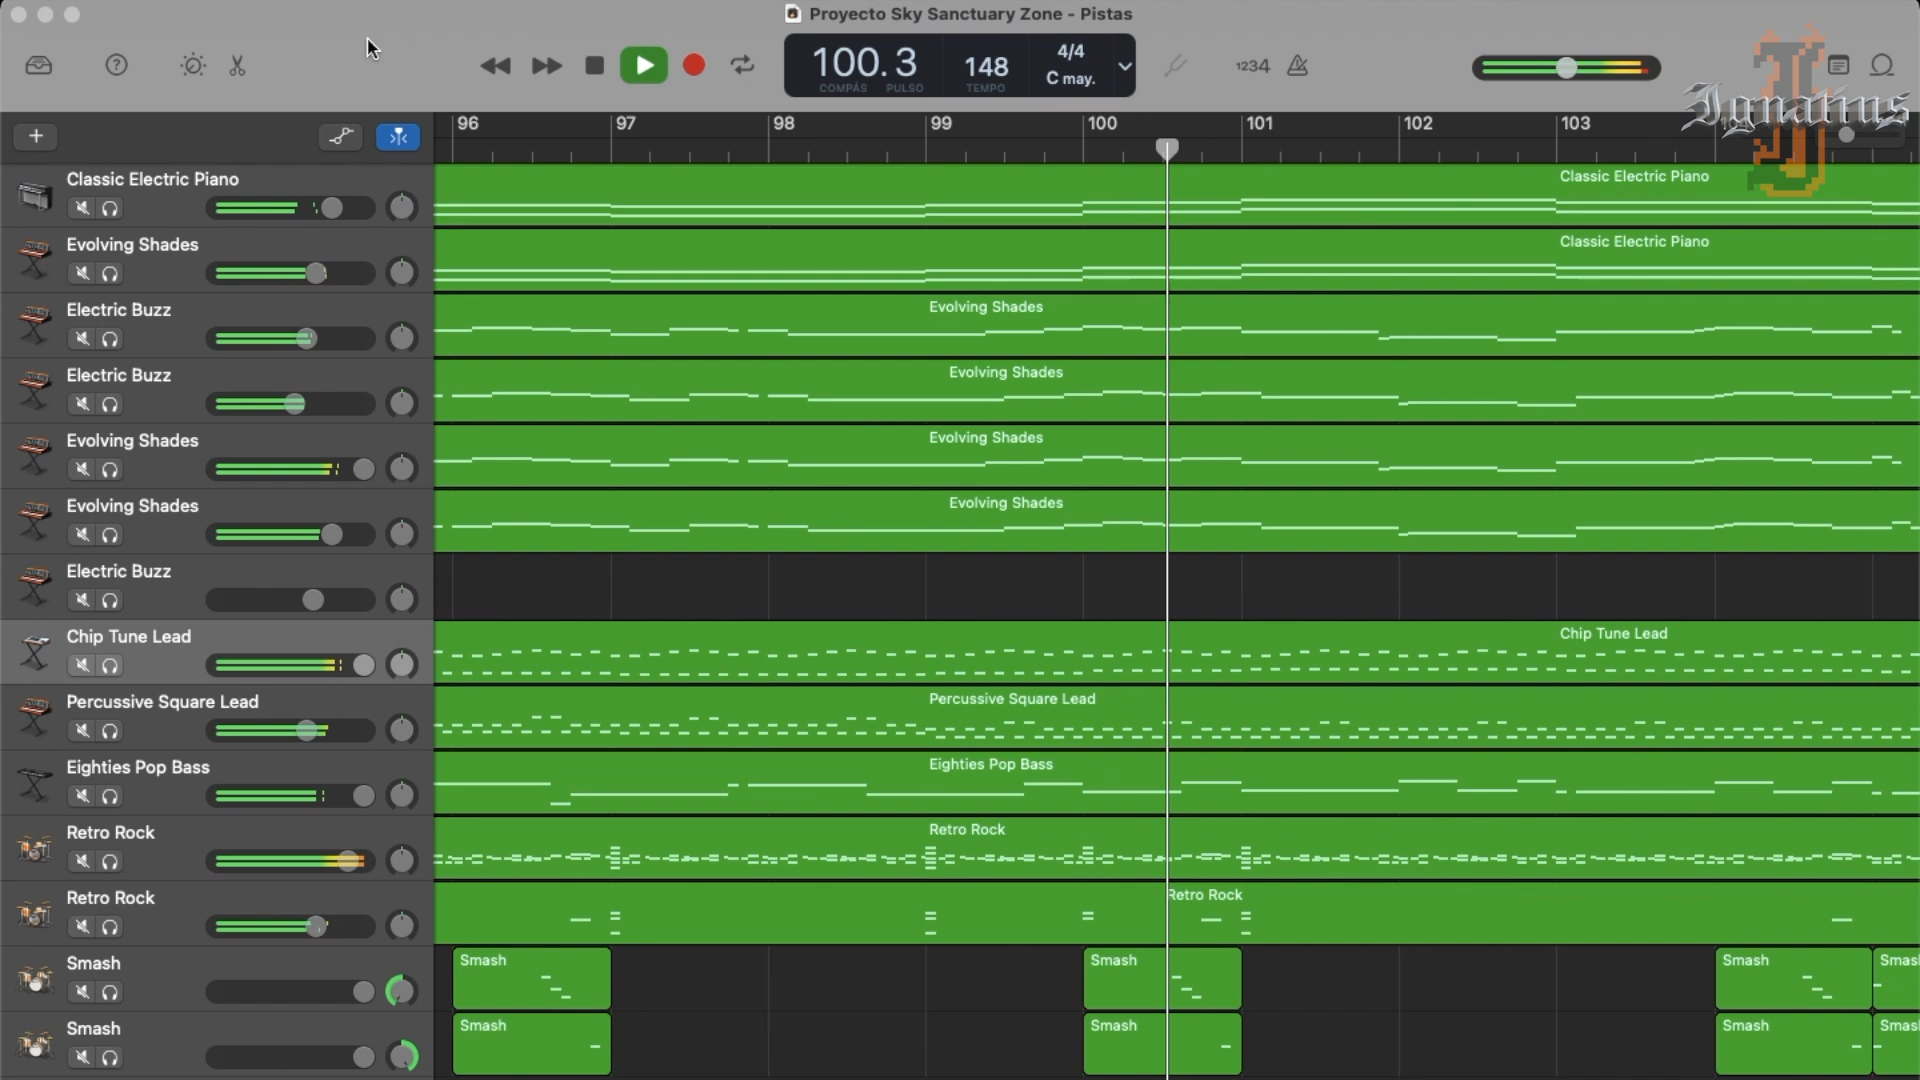 Proyecto Sky Sanctuary Zone - Pistas
100.3
COMPÁS PULSO
148
TEMPO
4/4
C may.
1234
Ignatius
96 97 98 99 100 101 102 103
Classic Electric Piano
Classic Electric Piano
Evolving Shades
Classic Electric Piano
Electric Buzz
Evolving Shades
Electric Buzz
Evolving Shades
Evolving Shades
Evolving Shades
Evolving Shades
Evolving Shades
Electric Buzz
Chip Tune Lead
Chip Tune Lead
Percussive Square Lead
Percussive Square Lead
Eighties Pop Bass
Eighties Pop Bass
Retro Rock
Retro Rock
Retro Rock
Retro Rock
Smash
Smash Smash Smash
Smash
Smash Smash Smash